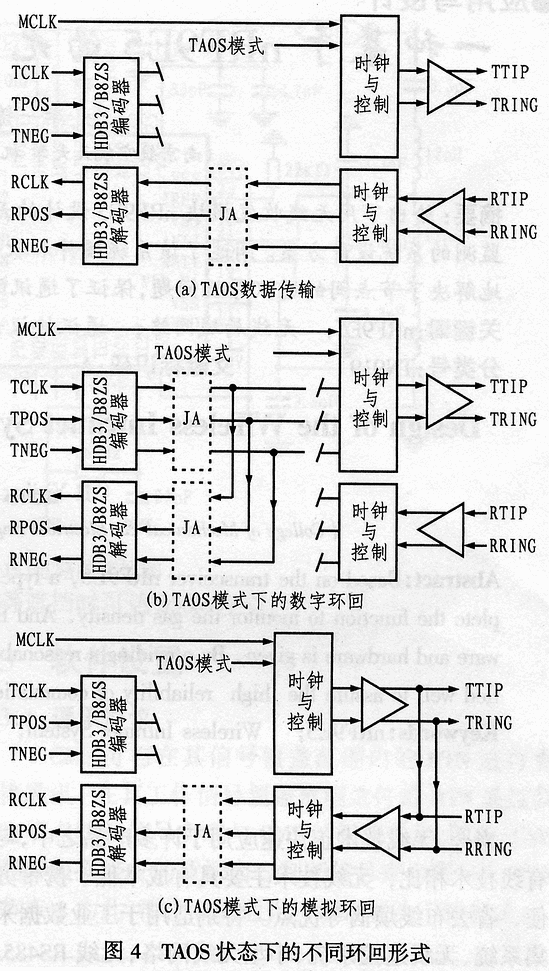 MCLK
TAOS模式
TCLK
TPOS
TNEG
HDB3/B8ZS
编码器
时钟与控制
TTIP
TRING
RCLK
RPOS
RNEG
HDB3/B8ZS
解码器
JA
时钟与控制
RTIP
RRING
(a) TAOS数据传输
MCLK
TAOS模式
TCLK
TPOS
TNEG
HDB3/B8ZS
编码器
JA
时钟与控制
TTIP
TRING
RCLK
RPOS
RNEG
HDB3/B8ZS
解码器
JA
时钟与控制
RTIP
RRING
(b) TAOS模式下的数字环回
MCLK
TAOS模式
TCLK
TPOS
TNEG
HDB3/B8ZS
编码器
时钟与控制
TTIP
TRING
RCLK
RPOS
RNEG
HDB3/B8ZS
解码器
JA
时钟与控制
RTIP
RRING
(c) TAOS模式下的模拟环回
图 4 TAOS 状态下的不同环回形式